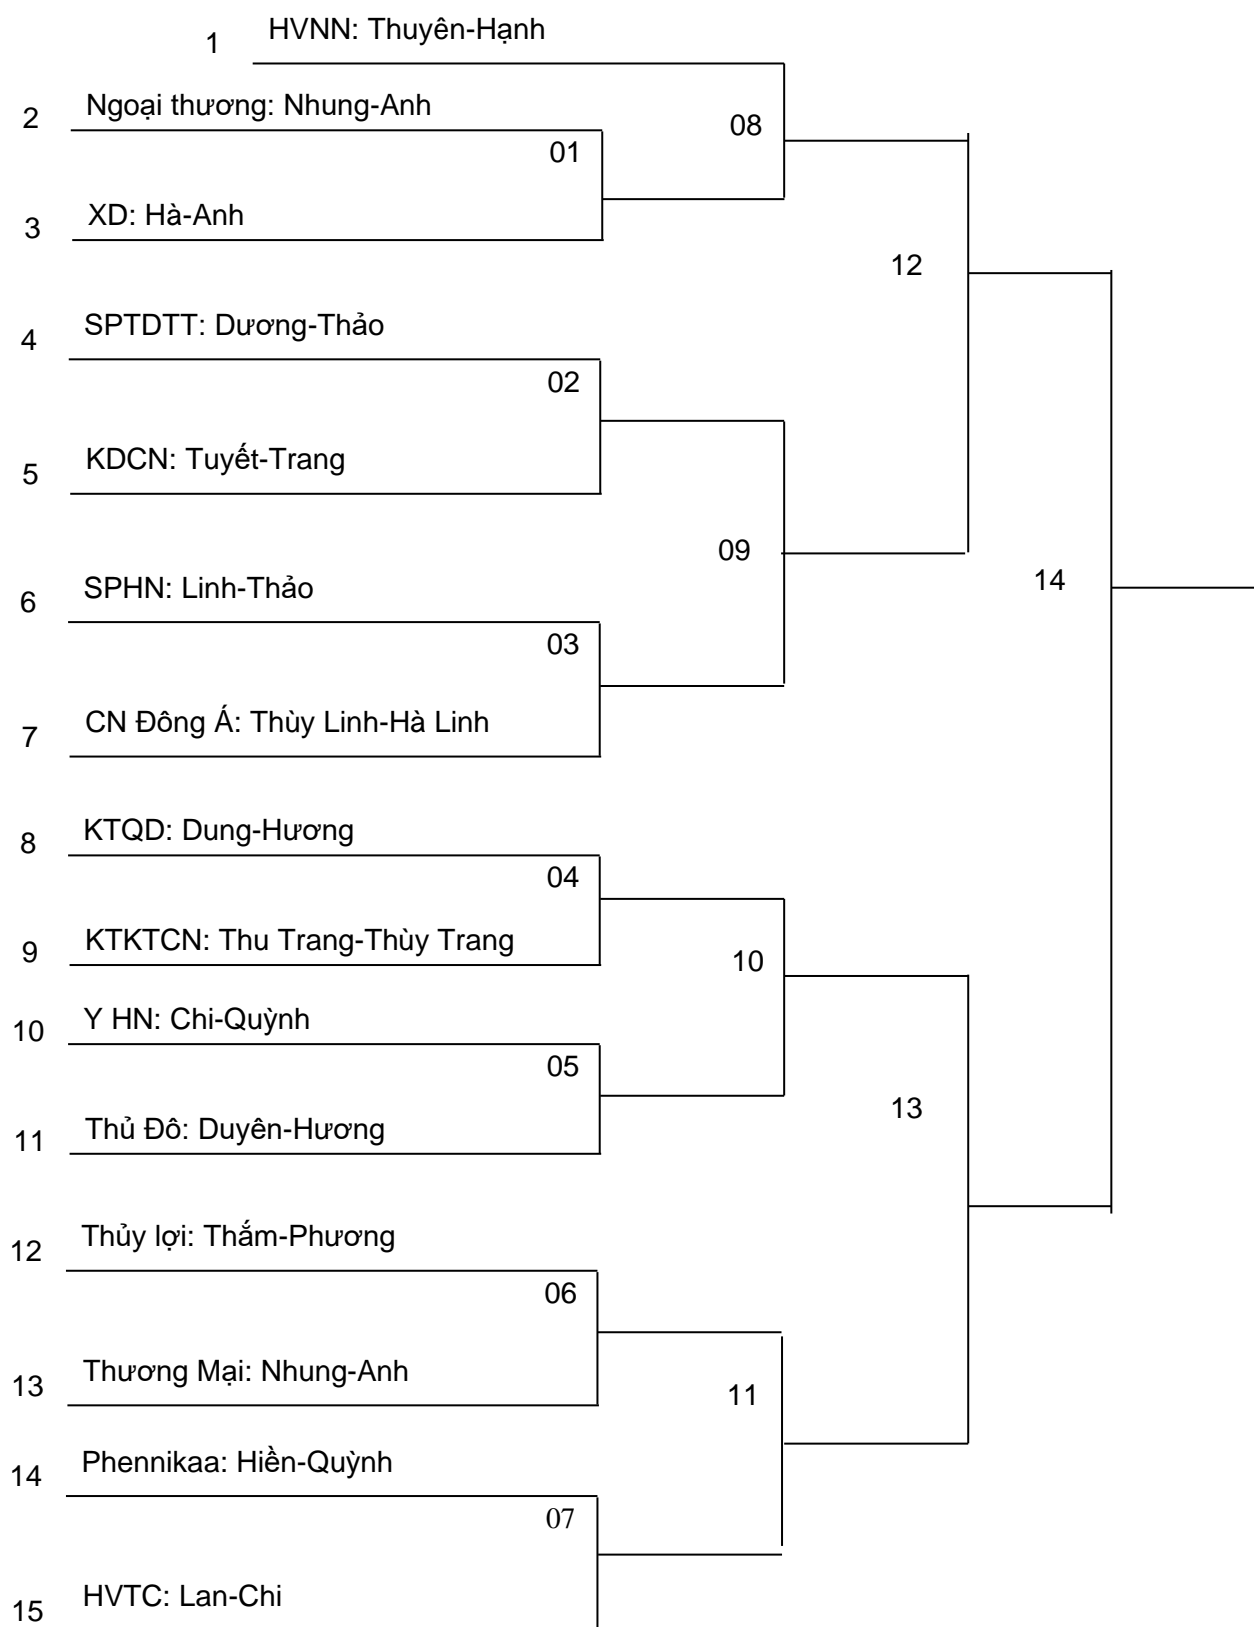 1 HVNN: Thuyên-Hạnh
2 Ngoại thương: Nhung-Anh
08
01
3 XD: Hà-Anh
12
4 SPTDTT: Dương-Thảo
02
5 KDCN: Tuyết-Trang
09
14
6 SPHN: Linh-Thảo
03
7 CN Đông Á: Thùy Linh-Hà Linh
8 KTQD: Dung-Hương
04
9 KTKTCN: Thu Trang-Thùy Trang
10
10 Y HN: Chi-Quỳnh
05
13
11 Thủ Đô: Duyên-Hương
12 Thủy lợi: Thắm-Phương
06
13 Thương Mại: Nhung-Anh
11
14 Phennikaa: Hiền-Quỳnh
07
15 HVTC: Lan-Chi